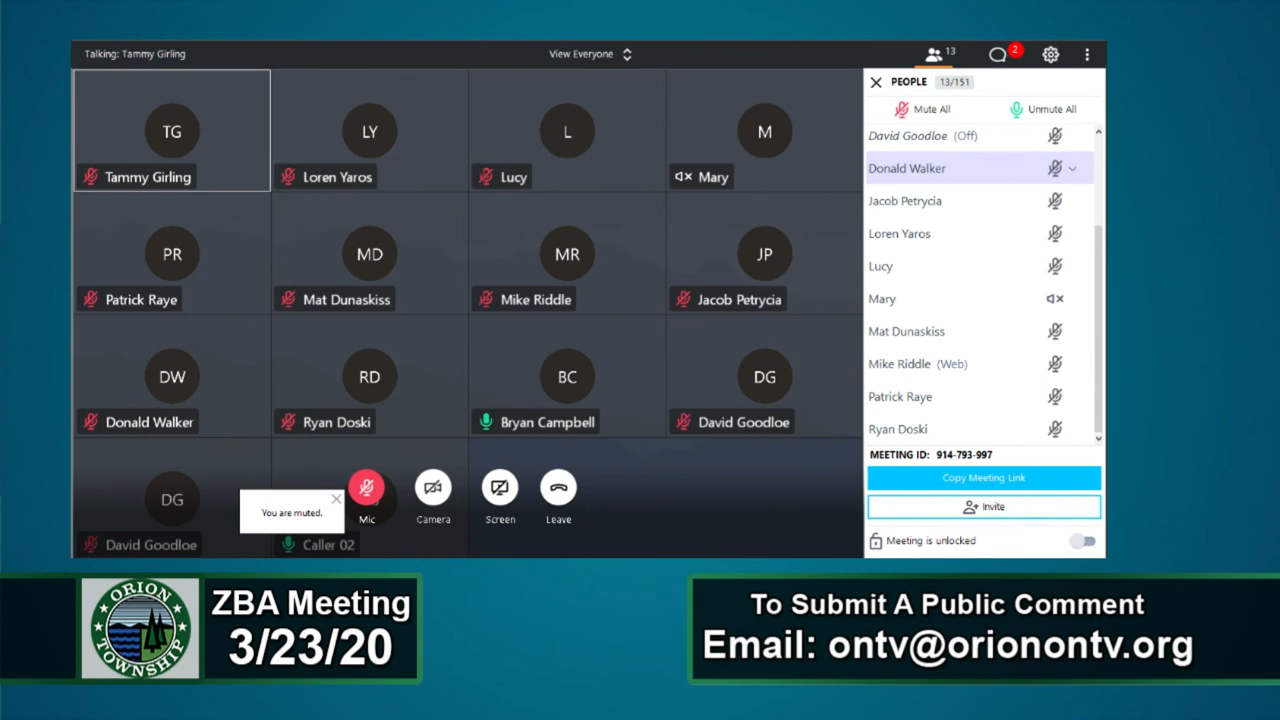 Talking: Tammy Girling
View Everyone
13
2
TG
Tammy Girling
LY
Loren Yaros
L
Lucy
M
Mary
PR
Patrick Raye
MD
Mat Dunaskiss
MR
Mike Riddle
JP
Jacob Petrycia
DW
Donald Walker
RD
Ryan Doski
BC
Bryan Campbell
DG
David Goodloe
DG
David Goodloe
Caller 02
You are muted.
Mic
Camera
Screen
Leave
PEOPLE 13/151
Mute All
Unmute All
David Goodloe (Off)
Donald Walker
Jacob Petrycia
Loren Yaros
Lucy
Mary
Mat Dunaskiss
Mike Riddle (Web)
Patrick Raye
Ryan Doski
MEETING ID: 914-793-997
Copy Meeting Link
Invite
Meeting is unlocked
ORION
TOWNSHIP
ZBA Meeting
3/23/20
To Submit A Public Comment
Email: ontv@orionontv.org